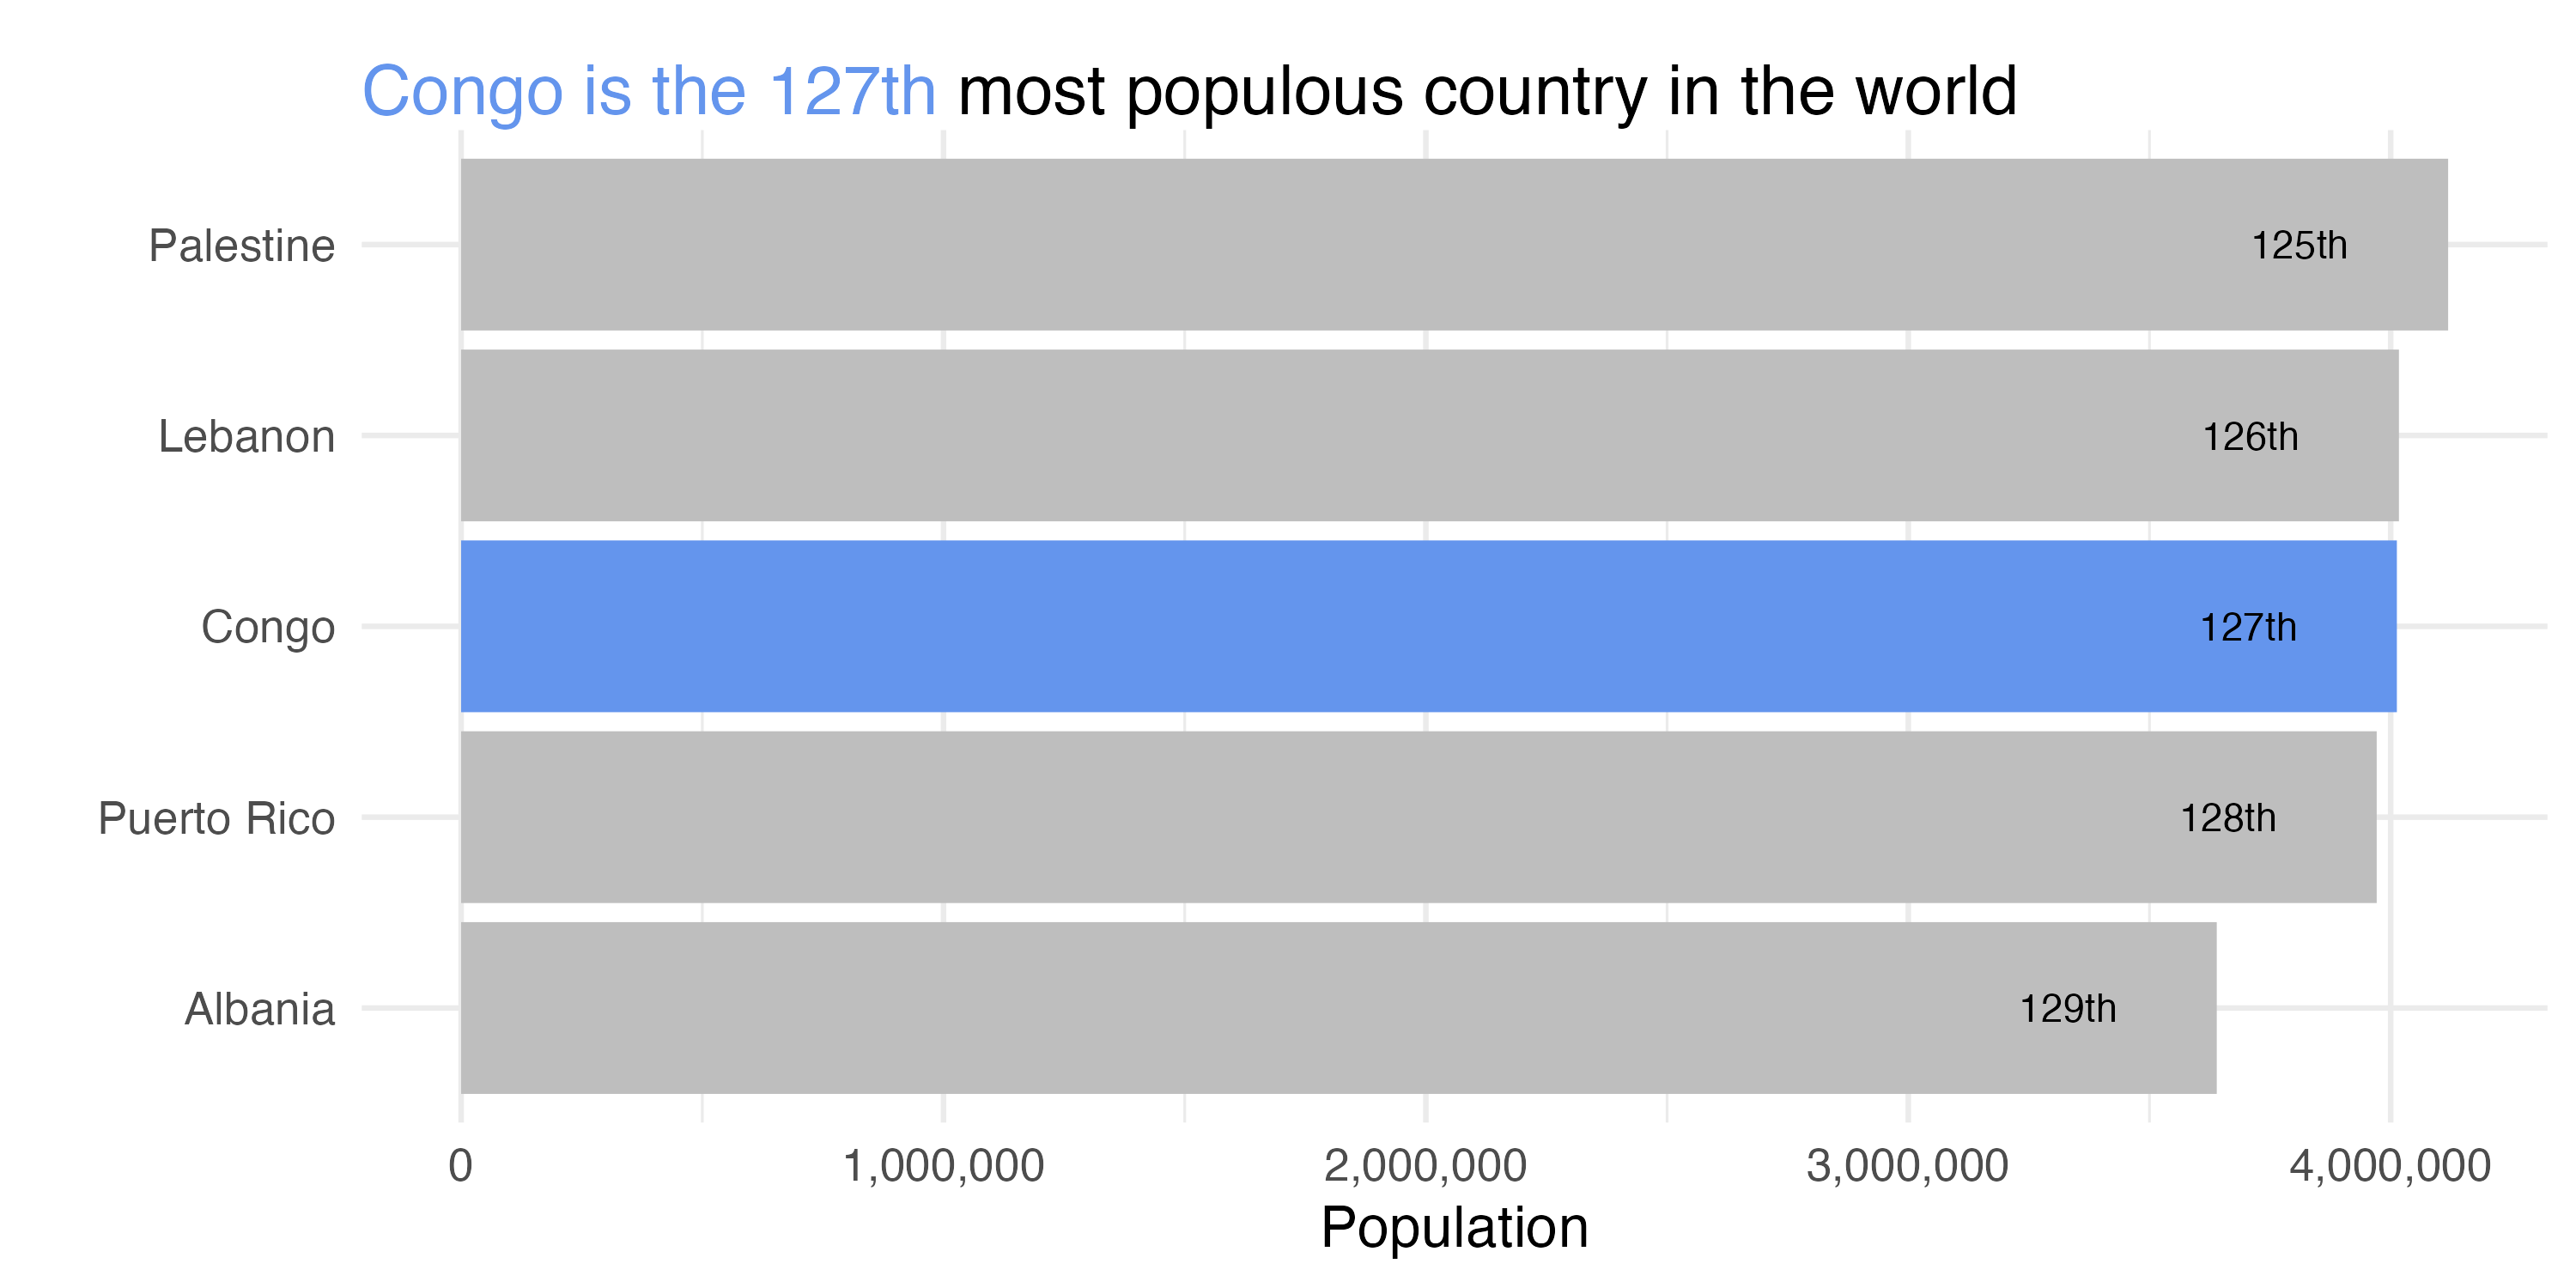 Congo is the 127th most populous country in the world
Palestine
125th
Lebanon
126th
Congo
127th
Puerto Rico
128th
Albania
129th
0 1,000,000 2,000,000 3,000,000 4,000,000
Population